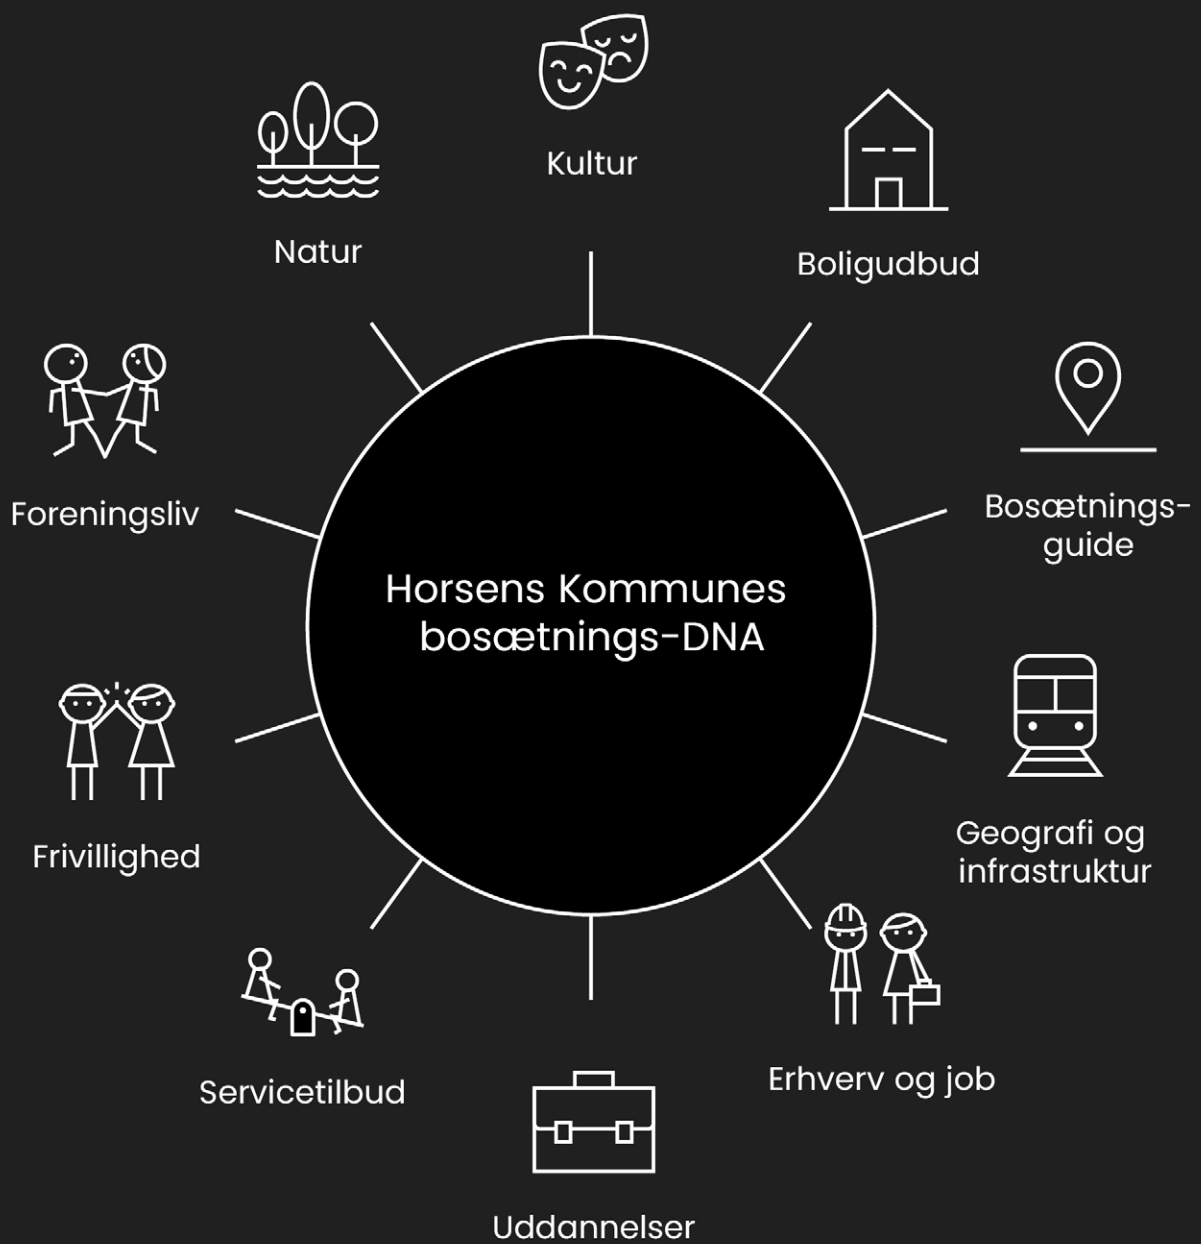 Kultur
Natur
Boligudbud
Foreningsliv
Bosætnings-
guide
Horsens Kommunes
bosætnings-DNA
Frivillighed
Geografi og
infrastruktur
Servicetilbud
Erhverv og job
Uddannelser